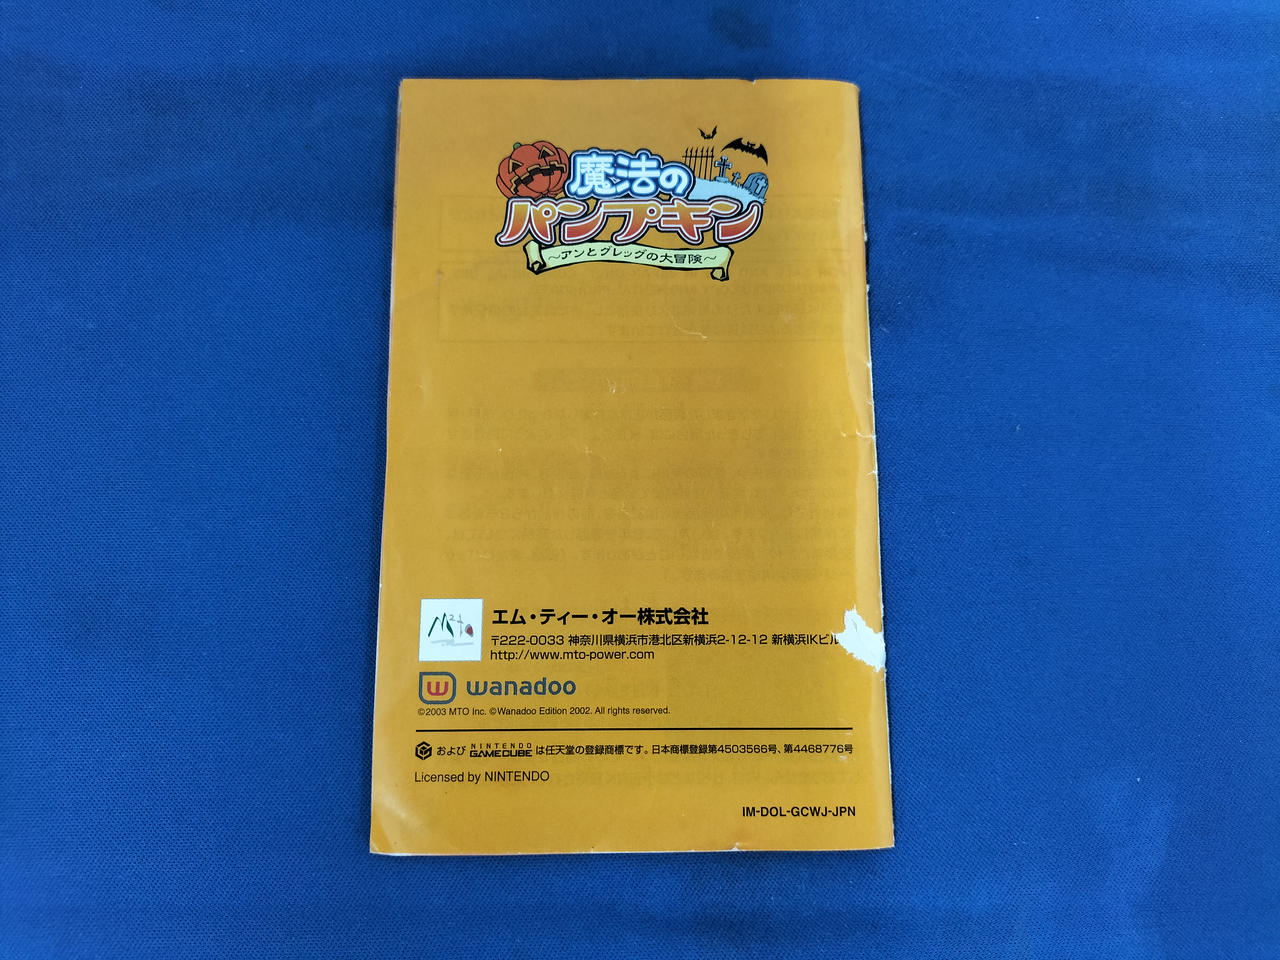 魔法の
パンプキン
～アンとグレッグの大冒険～
エム・ティー・オー株式会社
〒222-0033 神奈川県横浜市港北区新横浜2-12-12 新横浜IKビル
http://www.mto-power.com
wanadoo
©2003 MTO Inc. ©Wanadoo Edition 2002. All rights reserved.
および NINTENDO GAMECUBE は任天堂の登録商標です。日本商標登録第4503566号、第4468776号
Licensed by NINTENDO
IM-DOL-GCWJ-JPN